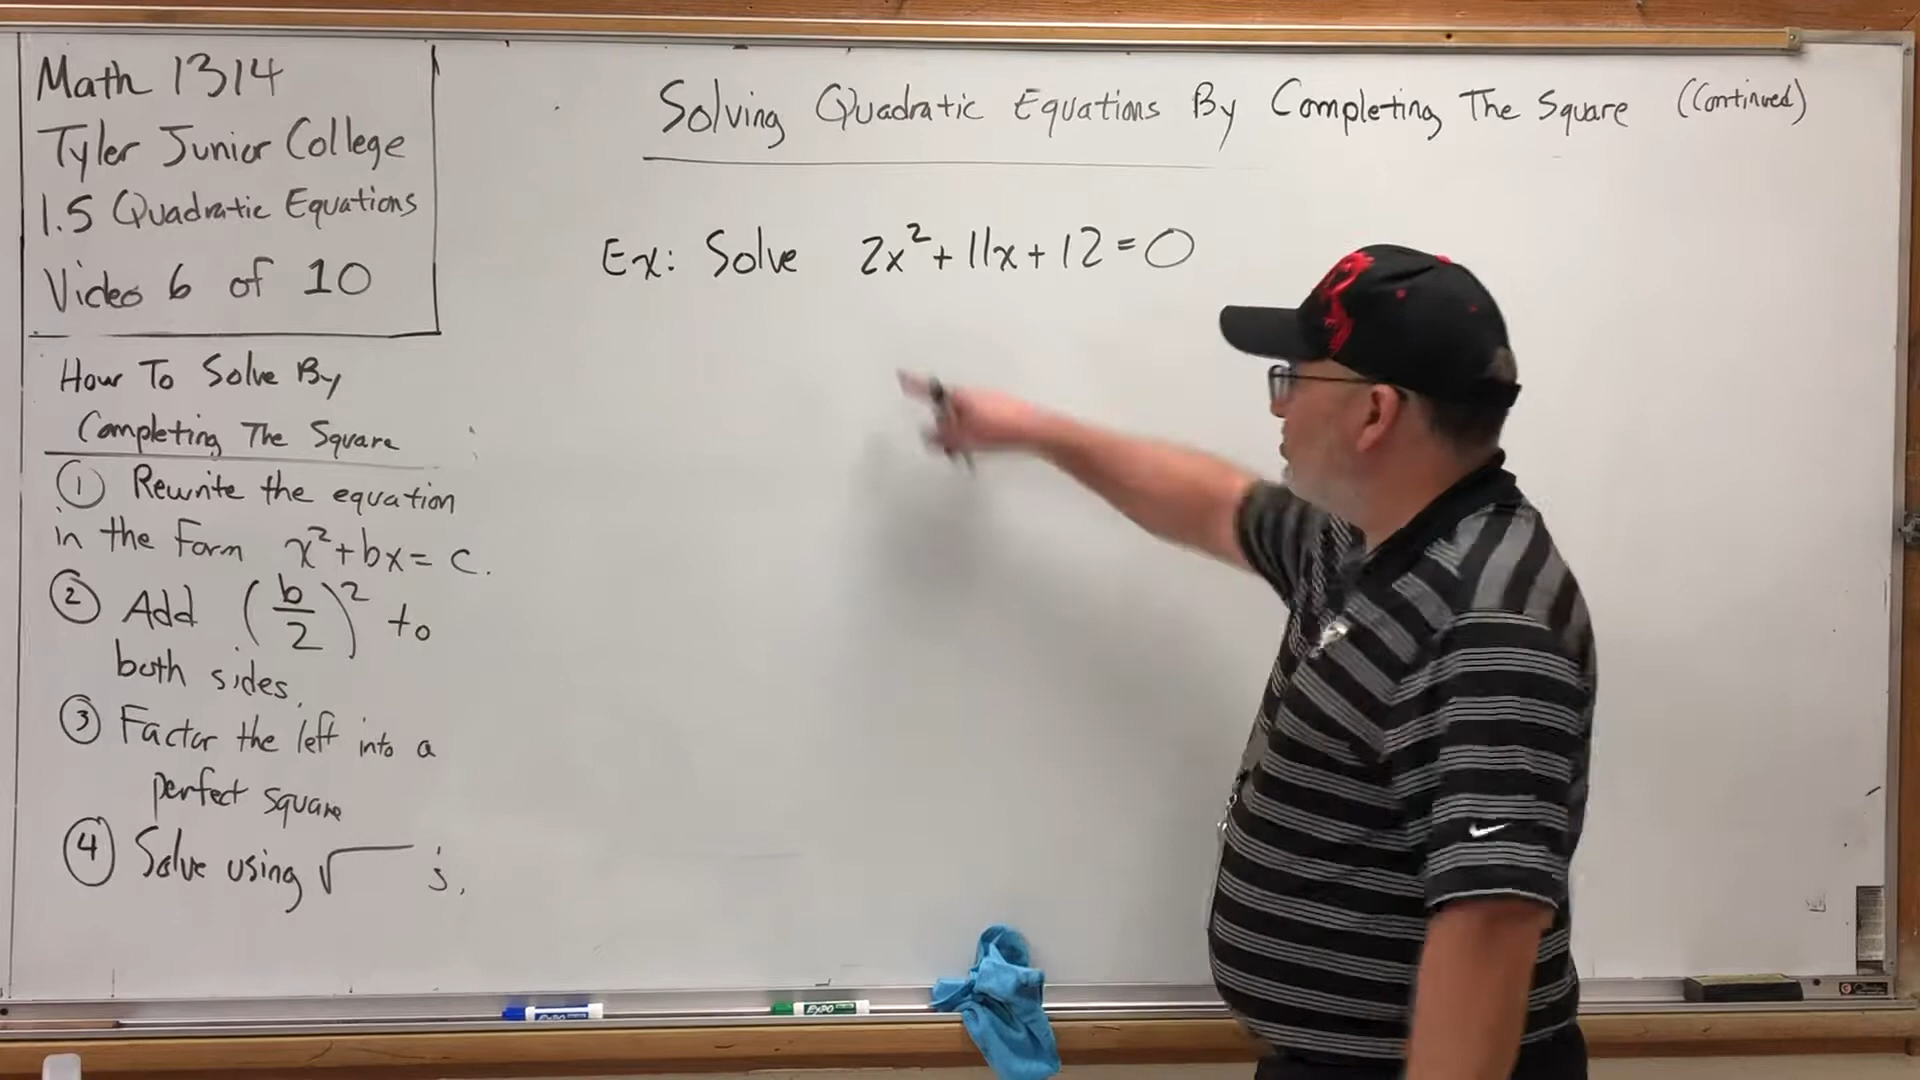 Math 1314
Tyler Junior College
1.5 Quadratic Equations
Video 6 of 10
How To Solve By
Completing The Square
① Rewrite the equation
in the form x²+bx= c.
② Add (b/2)² to
both sides.
③ Factor the left into a
perfect square
④ Solve using √ 's.
Solving Quadratic Equations By Completing The Square (Continued)
Ex: Solve 2x²+11x+12=0
EXPO
EXPO